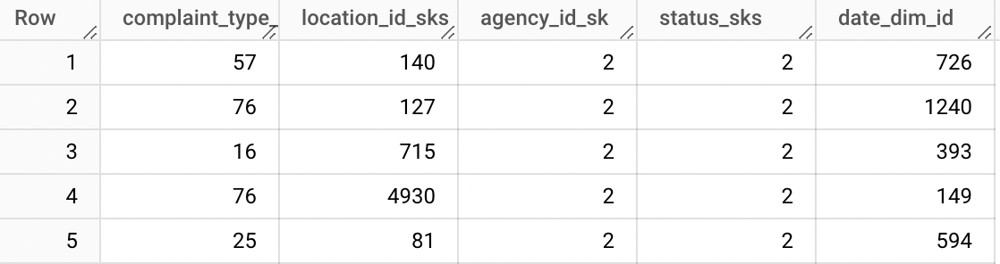 Row complaint_type_ location_id_sks agency_id_sk status_sks date_dim_id
1 57 140 2 2 726
2 76 127 2 2 1240
3 16 715 2 2 393
4 76 4930 2 2 149
5 25 81 2 2 594